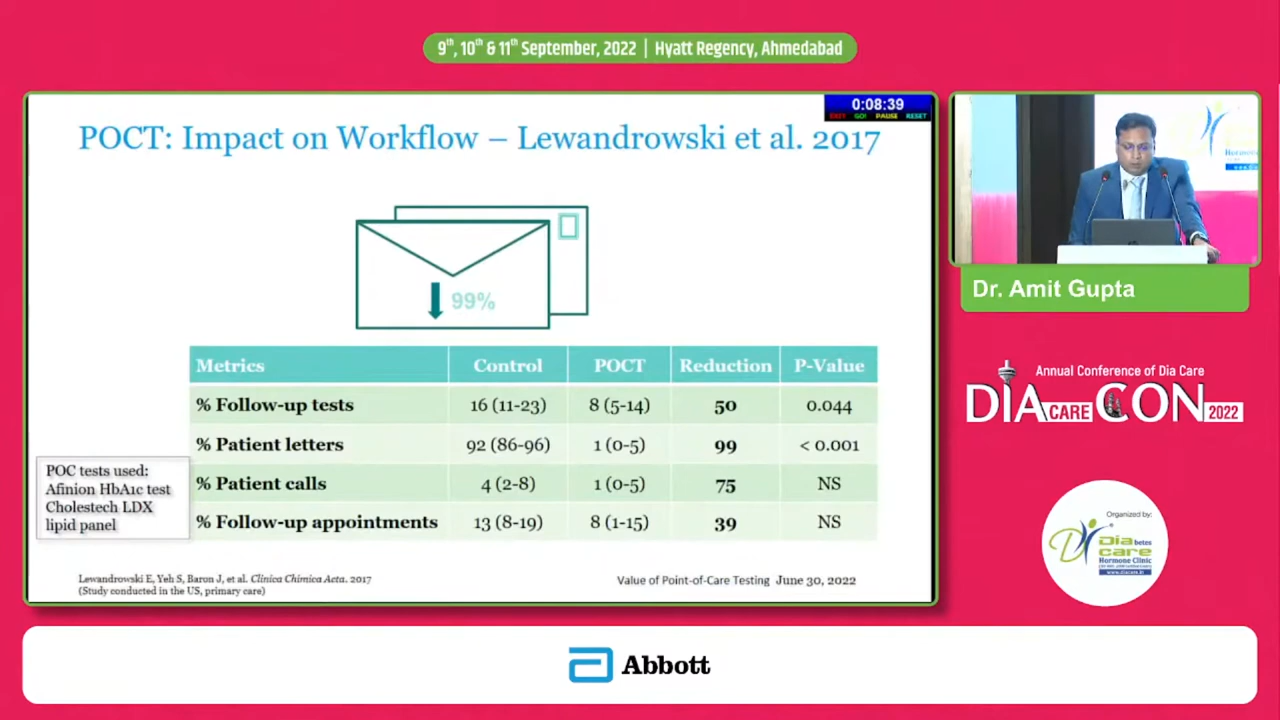 9th, 10th & 11th September, 2022 | Hyatt Regency, Ahmedabad
0:08:39
PAUSE RESET
POCT: Impact on Workflow – Lewandrowski et al. 2017
99%
Metrics Control POCT Reduction P-Value
% Follow-up tests 16 (11-23) 8 (5-14) 50 0.044
% Patient letters 92 (86-96) 1 (0-5) 99 < 0.001
% Patient calls 4 (2-8) 1 (0-5) 75 NS
% Follow-up appointments 13 (8-19) 8 (1-15) 39 NS
POC tests used:
Afinion HbA1c test
Cholestech LDX
lipid panel
Lewandrowski E, Yeh S, Baron J, et al. Clinica Chimica Acta. 2017
(Study conducted in the US, primary care)
Value of Point-of-Care Testing June 30, 2022
Dr. Amit Gupta
Annual Conference of Dia Care
DIA CARE CON 2022
Organized by:
Diabetes
care
Hormone Clinic
www.diacare.in
Abbott